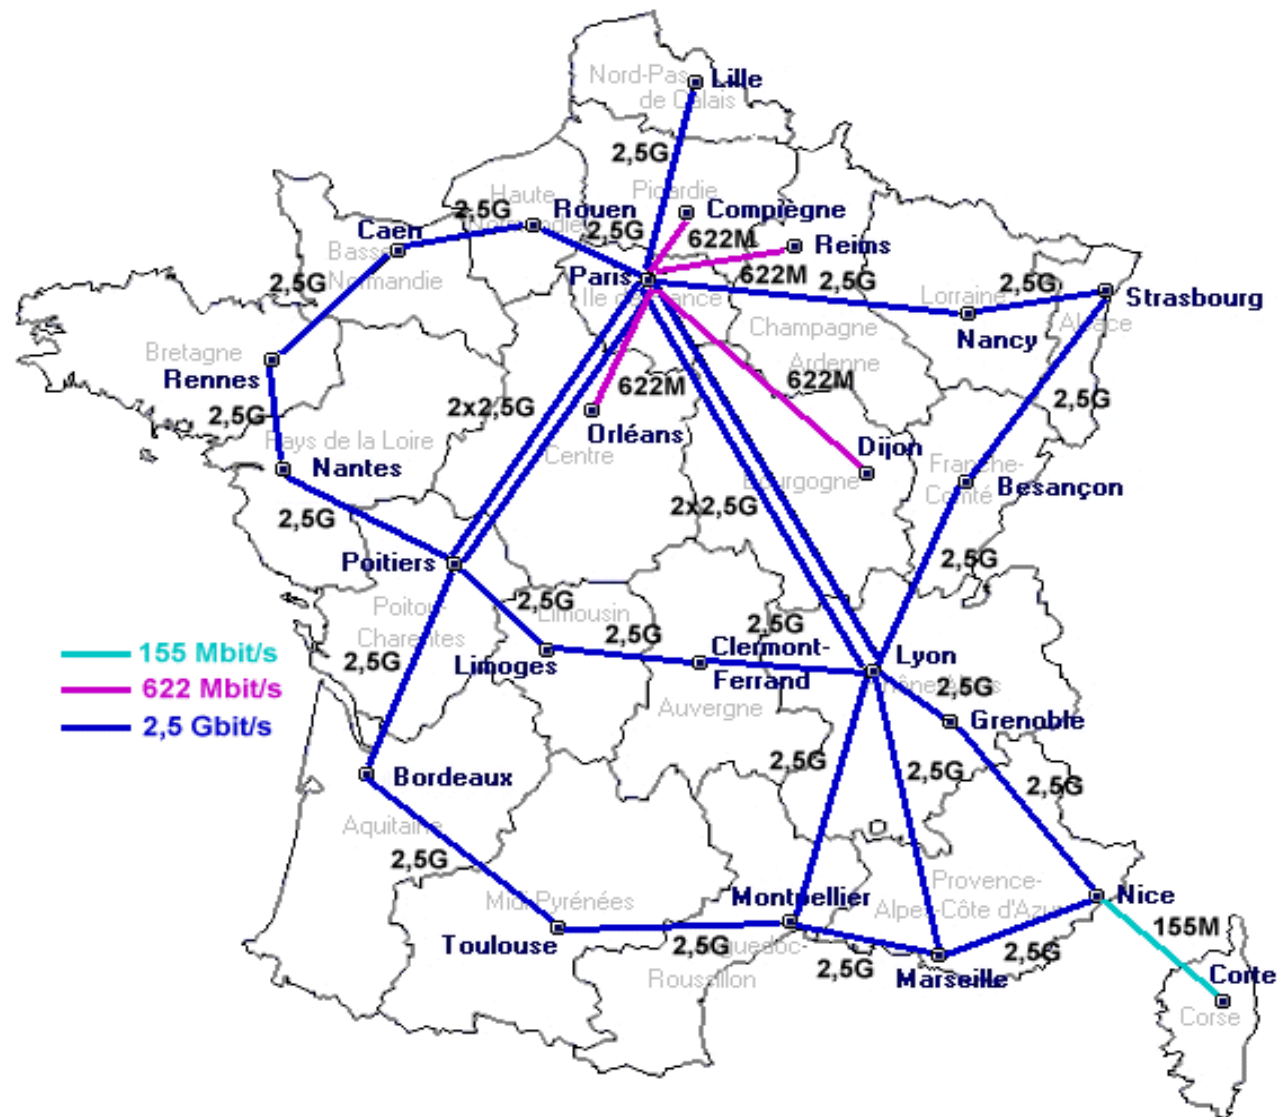 Nord-Pas
de Calais
Lille
2,5G
Picardie
Haute
Normandie
2,5G
Rouen
2,5G
Compiègne
622M
Reims
622M
Caen
Basse
Normandie
2,5G
Paris
Ile de France
2,5G
Lorraine
2,5G
Strasbourg
Alsace
Nancy
Champagne
Ardenne
Bretagne
Rennes
2,5G
622M
622M
2x2,5G
Orléans
Centre
Dijon
Bourgogne
2,5G
Pays de la Loire
Nantes
Franche-
Comté
Besançon
2,5G
2x2,5G
Poitiers
2,5G
2,5G
Limousin
Poitou-
Charentes
2,5G
2,5G
2,5G
Limoges
Clermont-
Ferrand
Lyon
155 Mbit/s
622 Mbit/s
2,5 Gbit/s
Auvergne
2,5G
Grenoble
2,5G
2,5G
2,5G
Bordeaux
Aquitaine
2,5G
Midi Pyrénées
Montpellier
Provence-
Alpes-Côte d'Azur
Nice
Toulouse
2,5G
guedoc-
Roussillon
2,5G
Marseille
2,5G
155M
Corte
Corse